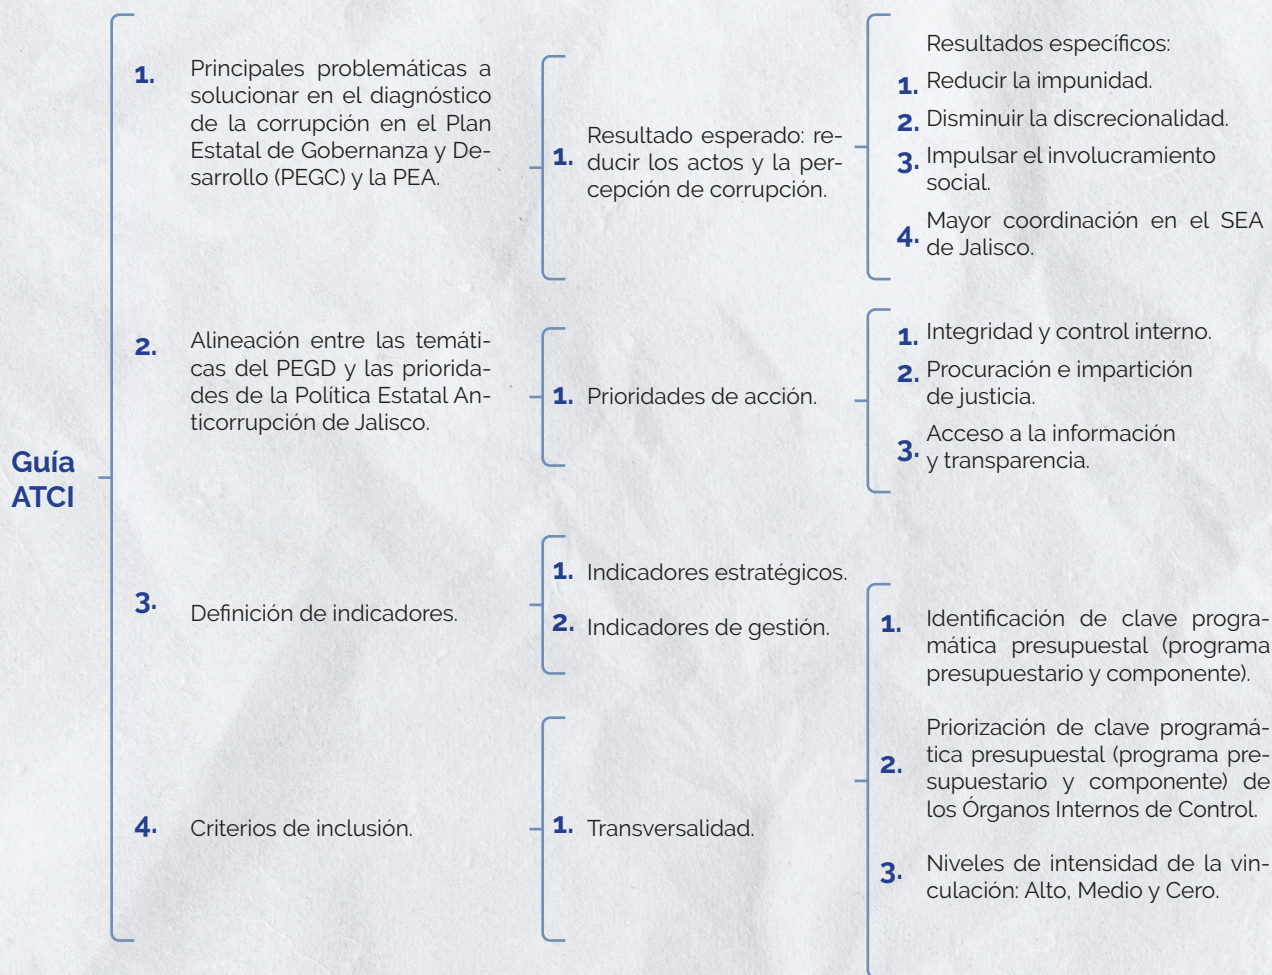 Guía
ATCI
1. Principales problemáticas a
solucionar en el diagnóstico
de la corrupción en el Plan
Estatal de Gobernanza y De-
sarrollo (PEGC) y la PEA.
1. Resultado esperado: re-
ducir los actos y la per-
cepción de corrupción.
Resultados específicos:
1. Reducir la impunidad.
2. Disminuir la discrecionalidad.
3. Impulsar el involucramiento
social.
4. Mayor coordinación en el SEA
de Jalisco.
2. Alineación entre las temáti-
cas del PEGD y las priorida-
des de la Política Estatal An-
ticorrupción de Jalisco.
1. Prioridades de acción.
1. Integridad y control interno.
2. Procuración e impartición
de justicia.
3. Acceso a la información
y transparencia.
3. Definición de indicadores.
1. Indicadores estratégicos.
2. Indicadores de gestión.
4. Criterios de inclusión.
1. Transversalidad.
1. Identificación de clave progra-
mática presupuestal (programa
presupuestario y componente).
2. Priorización de clave programá-
tica presupuestal (programa pre-
supuestario y componente) de
los Órganos Internos de Control.
3. Niveles de intensidad de la vin-
culación: Alto, Medio y Cero.